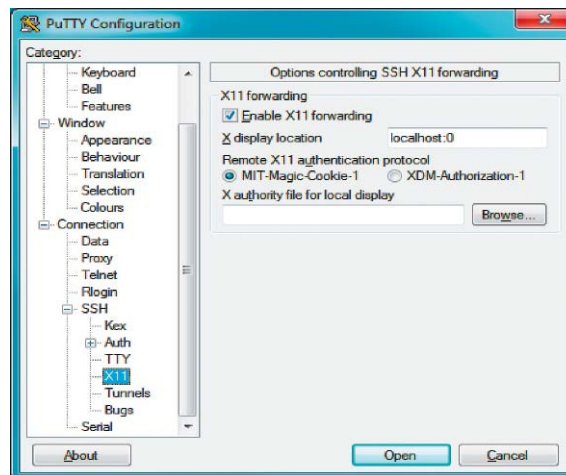 PuTTY Configuration
Category:
Keyboard
Bell
Features
Window
Appearance
Behaviour
Translation
Selection
Colours
Connection
Data
Proxy
Telnet
Rlogin
SSH
Kex
Auth
TTY
X11
Tunnels
Bugs
Serial
Options controlling SSH X11 forwarding
X11 forwarding
Enable X11 forwarding
X display location localhost:0
Remote X11 authentication protocol
MIT-Magic-Cookie-1 XDM-Authorization-1
X authority file for local display
Browse...
About Open Cancel